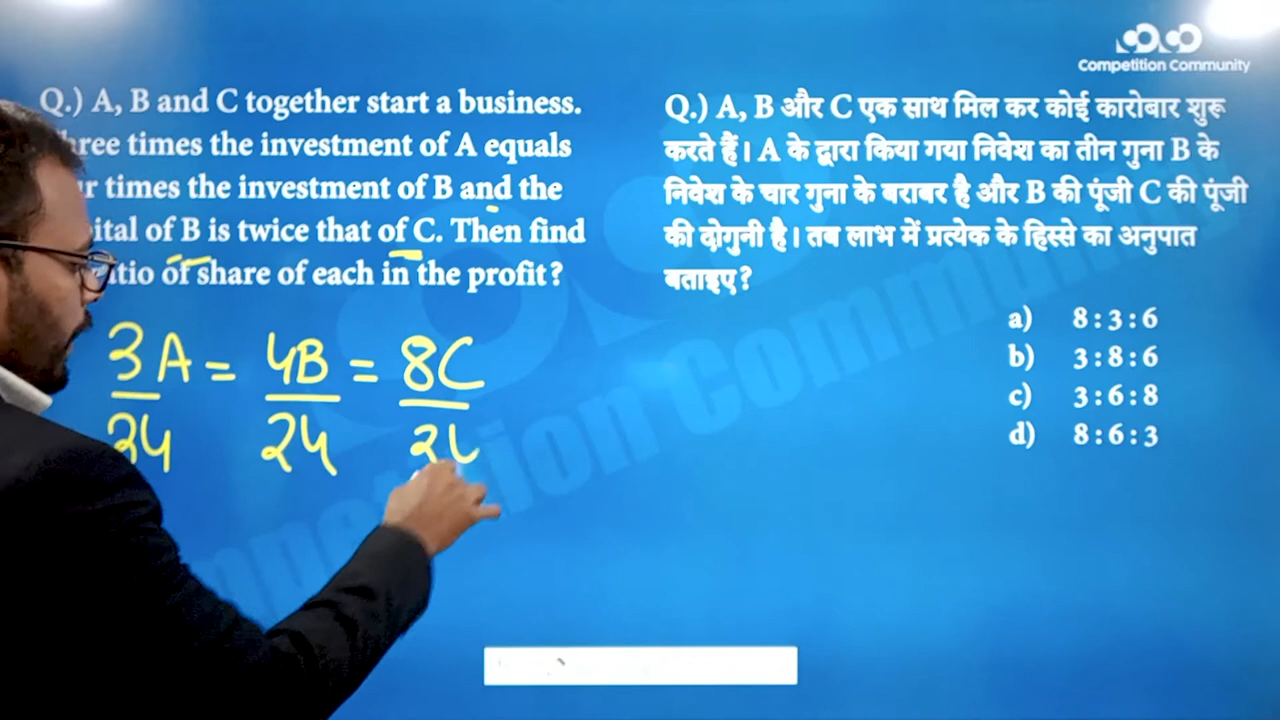 Competition Community
Q.) A, B and C together start a business.
times the investment of A equals
times the investment of B and the
of B is twice that of C. Then find
of share of each in the profit?
Q.) A, B और C एक साथ मिल कर कोई कारोबार शुरू
करते हैं। A के द्वारा किया गया निवेश का तीन गुना B के
निवेश के चार गुना के बराबर है और B की पूंजी C की पूंजी
की दोगुनी है। तब लाभ में प्रत्येक के हिस्से का अनुपात
बताइए?
a) 8:3:6
b) 3:8:6
c) 3:6:8
d) 8:6:3
3A = 4B = 8C
24 24